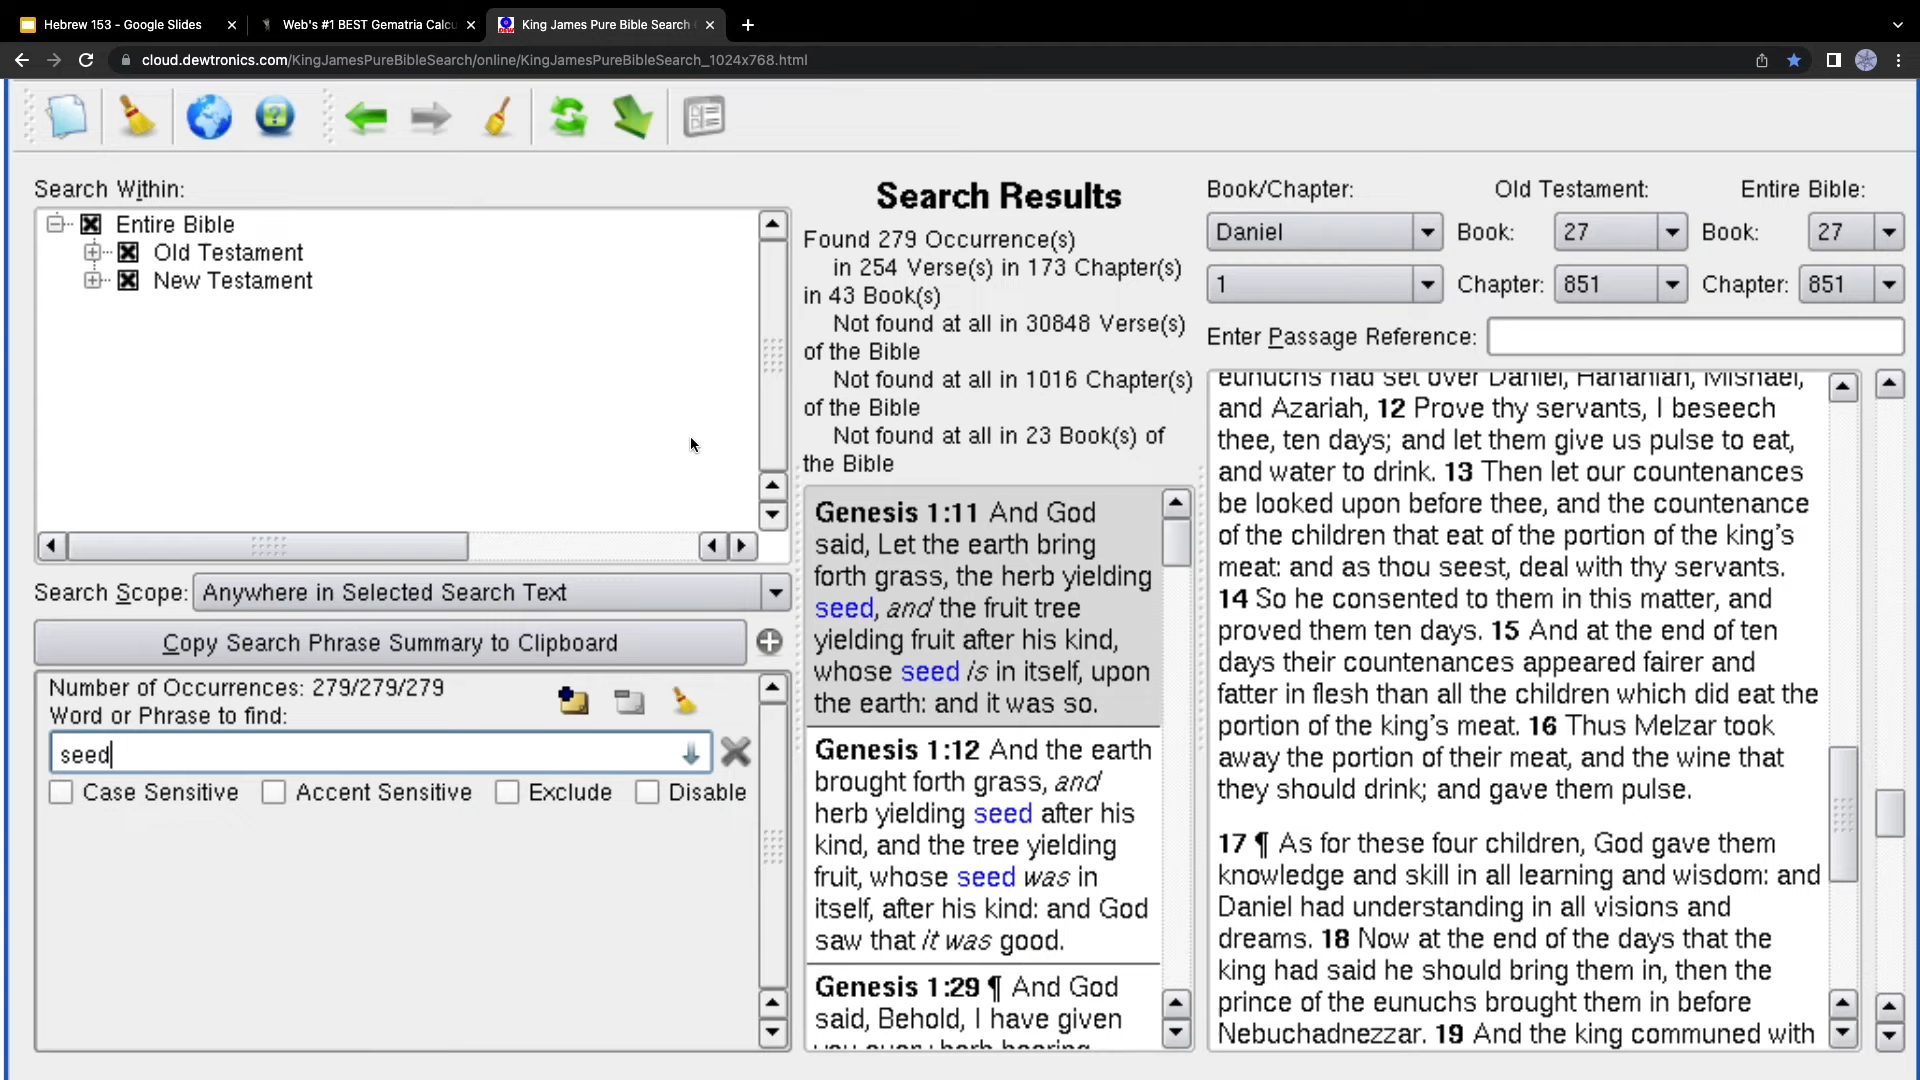 Hebrew 153 - Google Slides
Web's #1 BEST Gematria Calcu
King James Pure Bible Search
cloud.dewtronics.com/KingJamesPureBibleSearch/online/KingJamesPureBibleSearch_1024x768.html
Search Within:
Entire Bible
Old Testament
New Testament
Search Scope: Anywhere in Selected Search Text
Copy Search Phrase Summary to Clipboard
Number of Occurrences: 279/279/279
Word or Phrase to find:
seed
Case Sensitive Accent Sensitive Exclude Disable
Search Results
Found 279 Occurrence(s)
in 254 Verse(s) in 173 Chapter(s)
in 43 Book(s)
Not found at all in 30848 Verse(s)
of the Bible
Not found at all in 1016 Chapter(s)
of the Bible
Not found at all in 23 Book(s) of
the Bible
Genesis 1:11 And God
said, Let the earth bring
forth grass, the herb yielding
seed, and the fruit tree
yielding fruit after his kind,
whose seed is in itself, upon
the earth: and it was so.
Genesis 1:12 And the earth
brought forth grass, and
herb yielding seed after his
kind, and the tree yielding
fruit, whose seed was in
itself, after his kind: and God
saw that it was good.
Genesis 1:29 ¶ And God
said, Behold, I have given
you every herb bearing
Book/Chapter: Old Testament: Entire Bible:
Daniel Book: 27 Book: 27
1 Chapter: 851 Chapter: 851
Enter Passage Reference:
eunuchs had set over Daniel, Hananiah, Mishael,
and Azariah, 12 Prove thy servants, I beseech
thee, ten days; and let them give us pulse to eat,
and water to drink. 13 Then let our countenances
be looked upon before thee, and the countenance
of the children that eat of the portion of the king's
meat: and as thou seest, deal with thy servants.
14 So he consented to them in this matter, and
proved them ten days. 15 And at the end of ten
days their countenances appeared fairer and
fatter in flesh than all the children which did eat the
portion of the king's meat. 16 Thus Melzar took
away the portion of their meat, and the wine that
they should drink; and gave them pulse.
17 ¶ As for these four children, God gave them
knowledge and skill in all learning and wisdom: and
Daniel had understanding in all visions and
dreams. 18 Now at the end of the days that the
king had said he should bring them in, then the
prince of the eunuchs brought them in before
Nebuchadnezzar. 19 And the king communed with